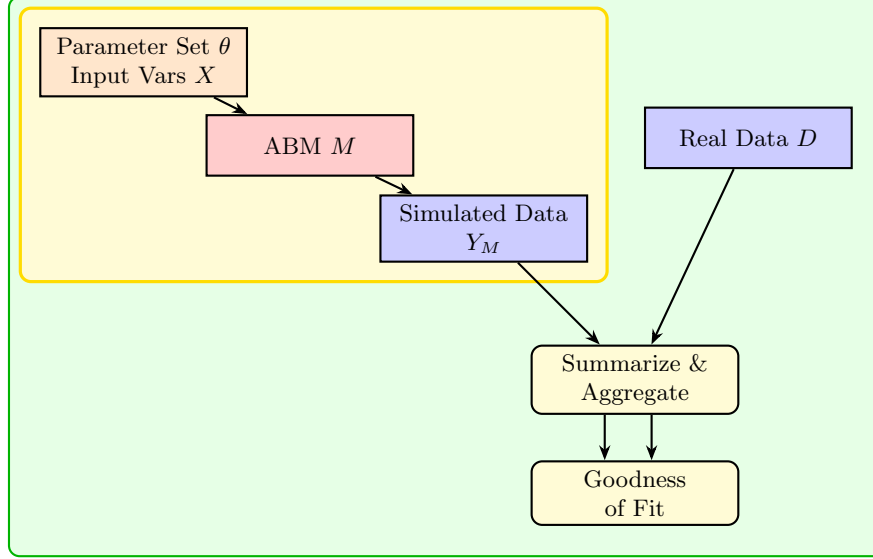 Parameter Set θ
Input Vars X
ABM M
Real Data D
Simulated Data
Y_M
Summarize &
Aggregate
Goodness
of Fit